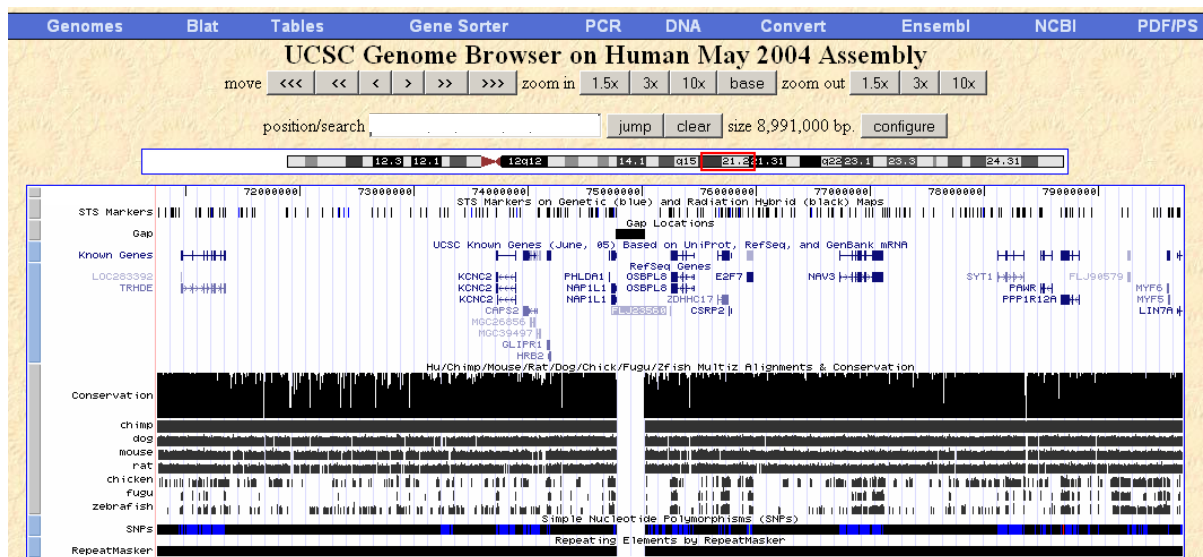 Genomes Blat Tables Gene Sorter PCR DNA Convert Ensembl NCBI PDF/PS
UCSC Genome Browser on Human May 2004 Assembly
move <<< << < > >> >>> zoom in 1.5x 3x 10x base zoom out 1.5x 3x 10x
position/search jump clear size 8,991,000 bp. configure
12.3 12.1 12q12 14.1 q15 21.2 21.31 q22 23.1 23.3 24.31
72000000 73000000 74000000 75000000 76000000 77000000 78000000 79000000
STS Markers on Genetic (blue) and Radiation Hybrid (black) Maps
STS Markers
Gap Locations
Gap
UCSC Known Genes (June, 05) Based on UniProt, RefSeq, and GenBank mRNA
Known Genes
RefSeq Genes
LOC283392 KCNC2 PHLDA1 OSBPL8 E2F7 NAV3 SYT1 FLJ90579
TRHDE KCNC2 NAP1L1 OSBPL8 PAWR MYF6
KCNC2 NAP1L1 ZDHHC17 PPP1R12A MYF5
CAPS2 FLJ23560 CSRP2 LIN7A
MGC26856
MGC39497
GLIPR1
HRB2
Hu/Chimp/Mouse/Rat/Dog/Chick/Fugu/Zfish Multiz Alignments & Conservation
Conservation
chimp
dog
mouse
rat
chicken
fugu
zebrafish
Simple Nucleotide Polymorphisms (SNPs)
SNPs
Repeating Elements by RepeatMasker
RepeatMasker